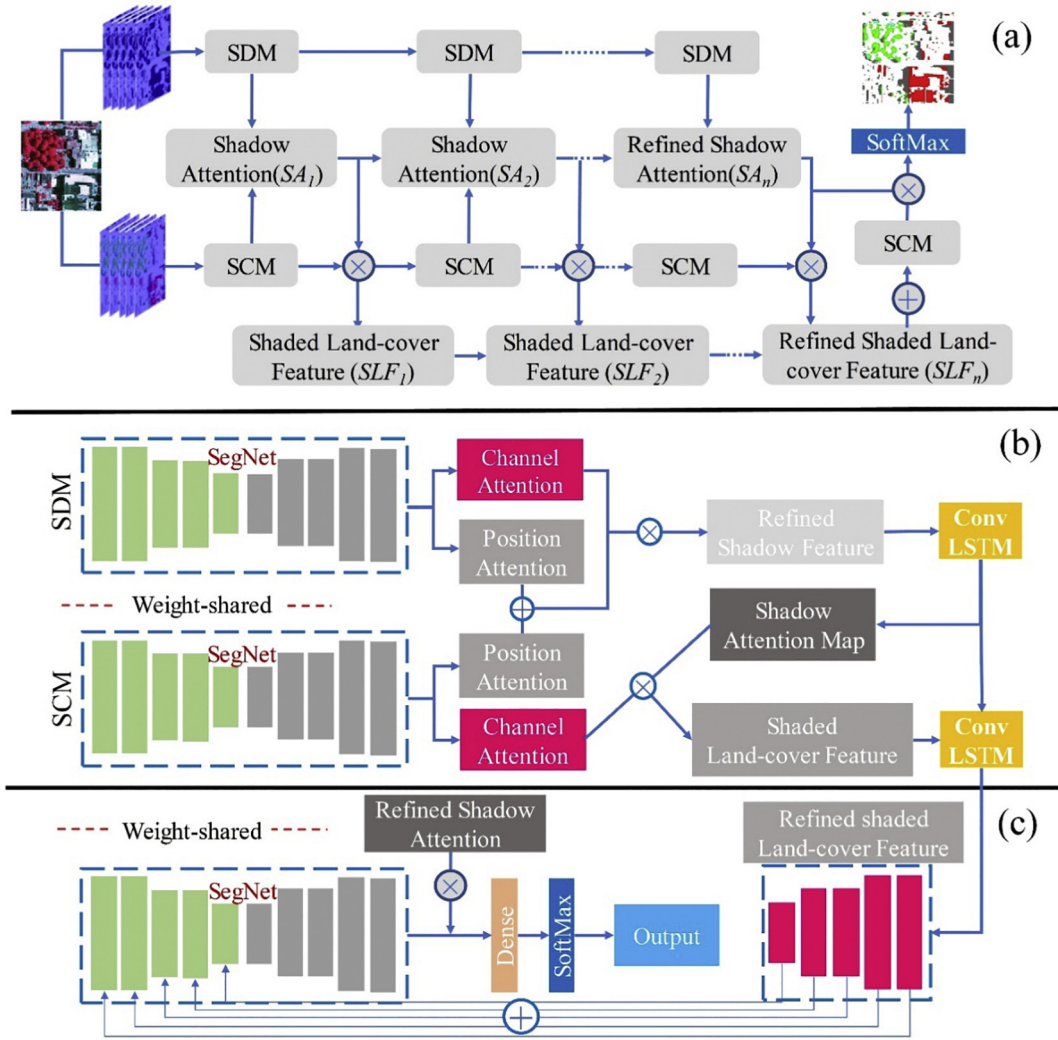 (a)
SDM
SDM
SDM
Shadow
Attention(SA1)
Shadow
Attention(SA2)
Refined Shadow
Attention(SAn)
SoftMax
SCM
SCM
SCM
SCM
Shaded Land-cover
Feature (SLF1)
Shaded Land-cover
Feature (SLF2)
Refined Shaded Land-
cover Feature (SLFn)
(b)
SDM
SegNet
Channel
Attention
Position
Attention
Refined
Shadow Feature
Conv
LSTM
Weight-shared
Shadow
Attention Map
SCM
SegNet
Position
Attention
Channel
Attention
Shaded
Land-cover Feature
Conv
LSTM
(c)
Weight-shared
Refined Shadow
Attention
Refined shaded
Land-cover Feature
SegNet
Dense
SoftMax
Output